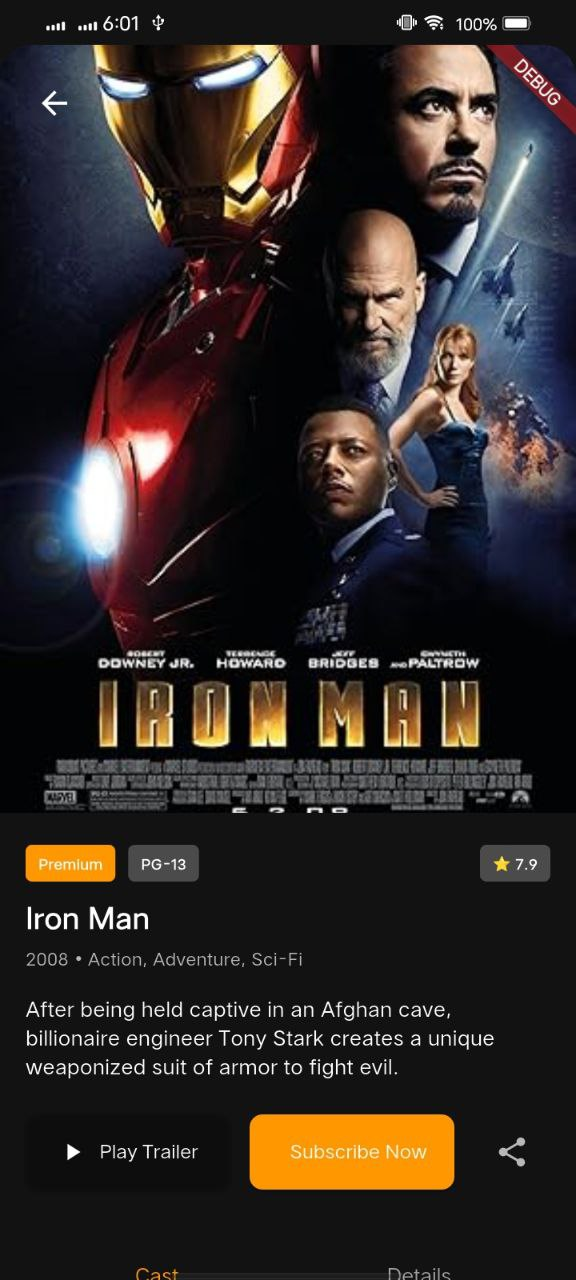 6:01
100%
DEBUG
ROBERT TERRENCE JEFF GWYNETH
DOWNEY JR. HOWARD BRIDGES AND PALTROW
IRON MAN
MARVEL
Premium PG-13 ⭐ 7.9
Iron Man
2008 • Action, Adventure, Sci-Fi
After being held captive in an Afghan cave,
billionaire engineer Tony Stark creates a unique
weaponized suit of armor to fight evil.
Play Trailer Subscribe Now
Cast Details